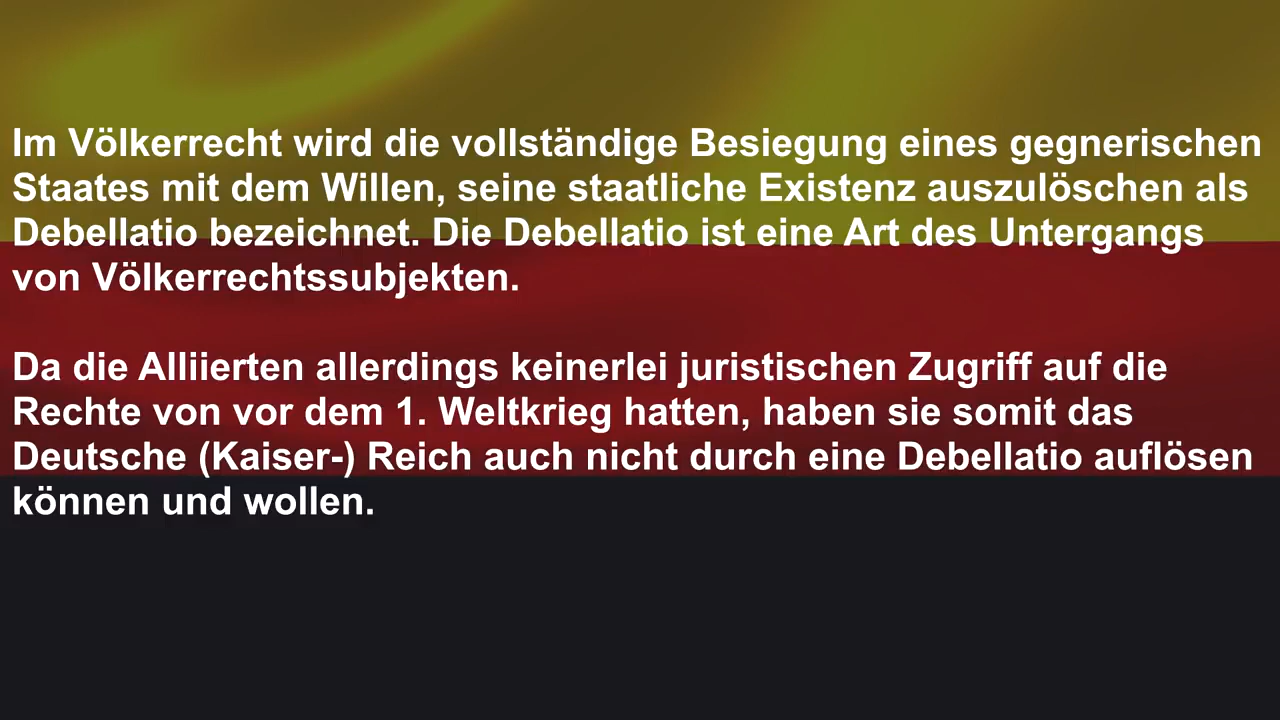 Im Völkerrecht wird die vollständige Besiegung eines gegnerischen
Staates mit dem Willen, seine staatliche Existenz auszulöschen als
Debellatio bezeichnet. Die Debellatio ist eine Art des Untergangs
von Völkerrechtssubjekten.
Da die Alliierten allerdings keinerlei juristischen Zugriff auf die
Rechte von vor dem 1. Weltkrieg hatten, haben sie somit das
Deutsche (Kaiser-) Reich auch nicht durch eine Debellatio auflösen
können und wollen.